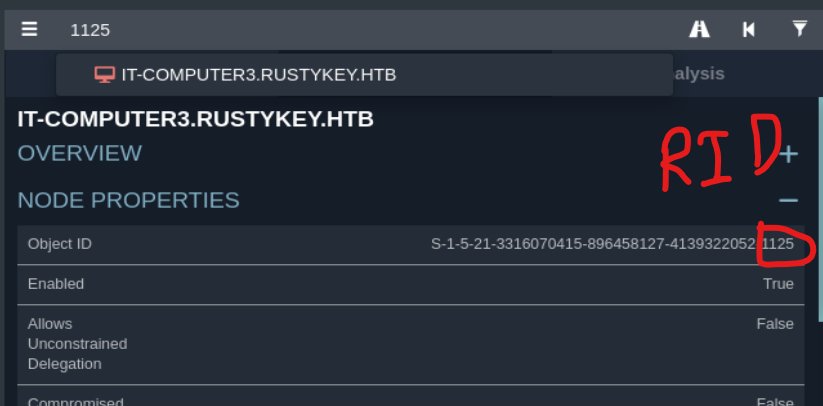 1125
IT-COMPUTER3.RUSTYKEY.HTB
alysis
IT-COMPUTER3.RUSTYKEY.HTB
RID
OVERVIEW
NODE PROPERTIES
Object ID S-1-5-21-3316070415-896458127-4139322052-1125
Enabled True
Allows False
Unconstrained
Delegation
Compromised False